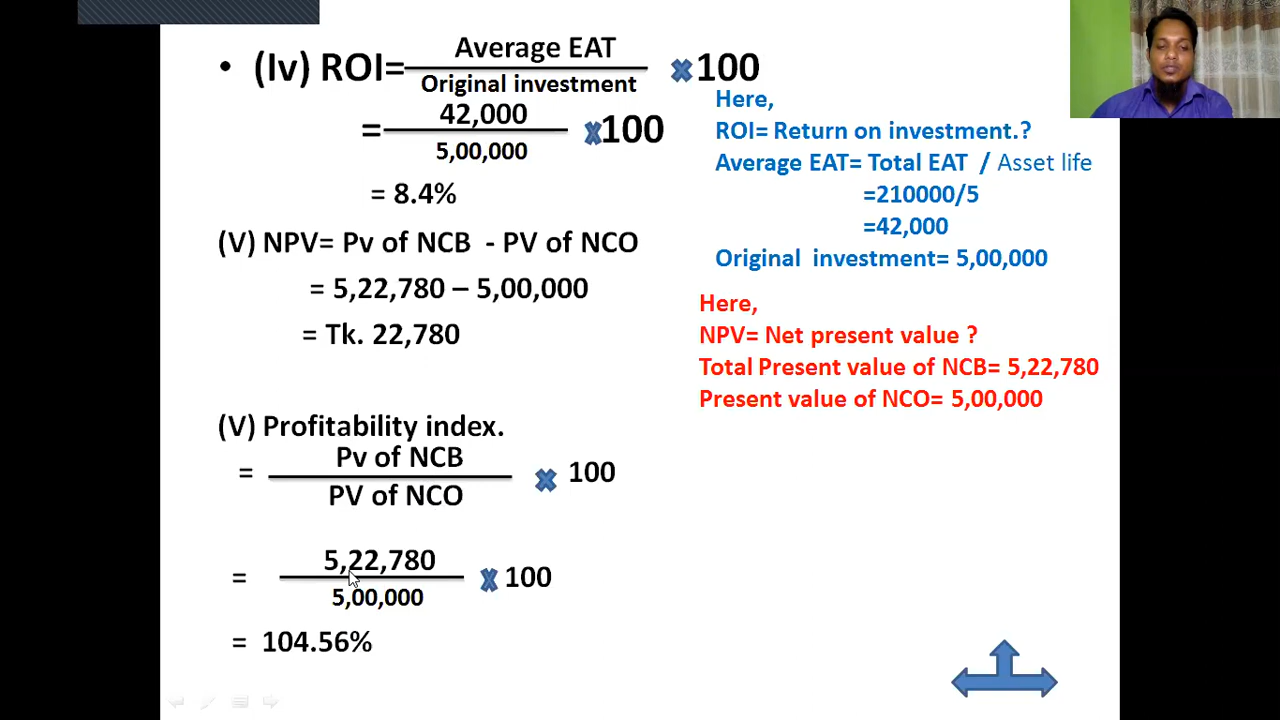 • (Iv) ROI= Average EAT / Original investment × 100
= 42,000 / 5,00,000 × 100
= 8.4%
Here,
ROI= Return on investment.?
Average EAT= Total EAT / Asset life
=210000/5
=42,000
Original investment= 5,00,000
(V) NPV= Pv of NCB - PV of NCO
= 5,22,780 – 5,00,000
= Tk. 22,780
Here,
NPV= Net present value ?
Total Present value of NCB= 5,22,780
Present value of NCO= 5,00,000
(V) Profitability index.
= Pv of NCB / PV of NCO × 100
= 5,22,780 / 5,00,000 × 100
= 104.56%